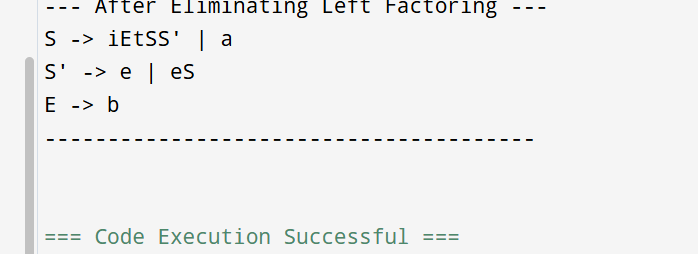 --- After Eliminating Left Factoring ---
S -> iEtSS' | a
S' -> e | eS
E -> b
---------------------------------------
=== Code Execution Successful ===